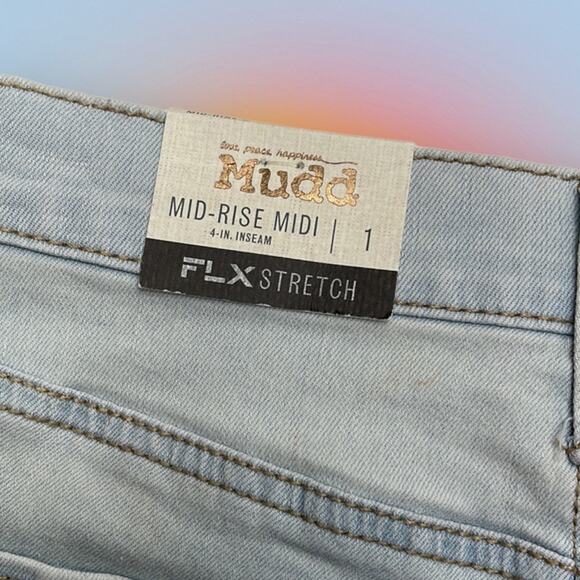 love, peace, happiness
Mudd
MID-RISE MIDI | 1
4-IN. INSEAM
FLX STRETCH